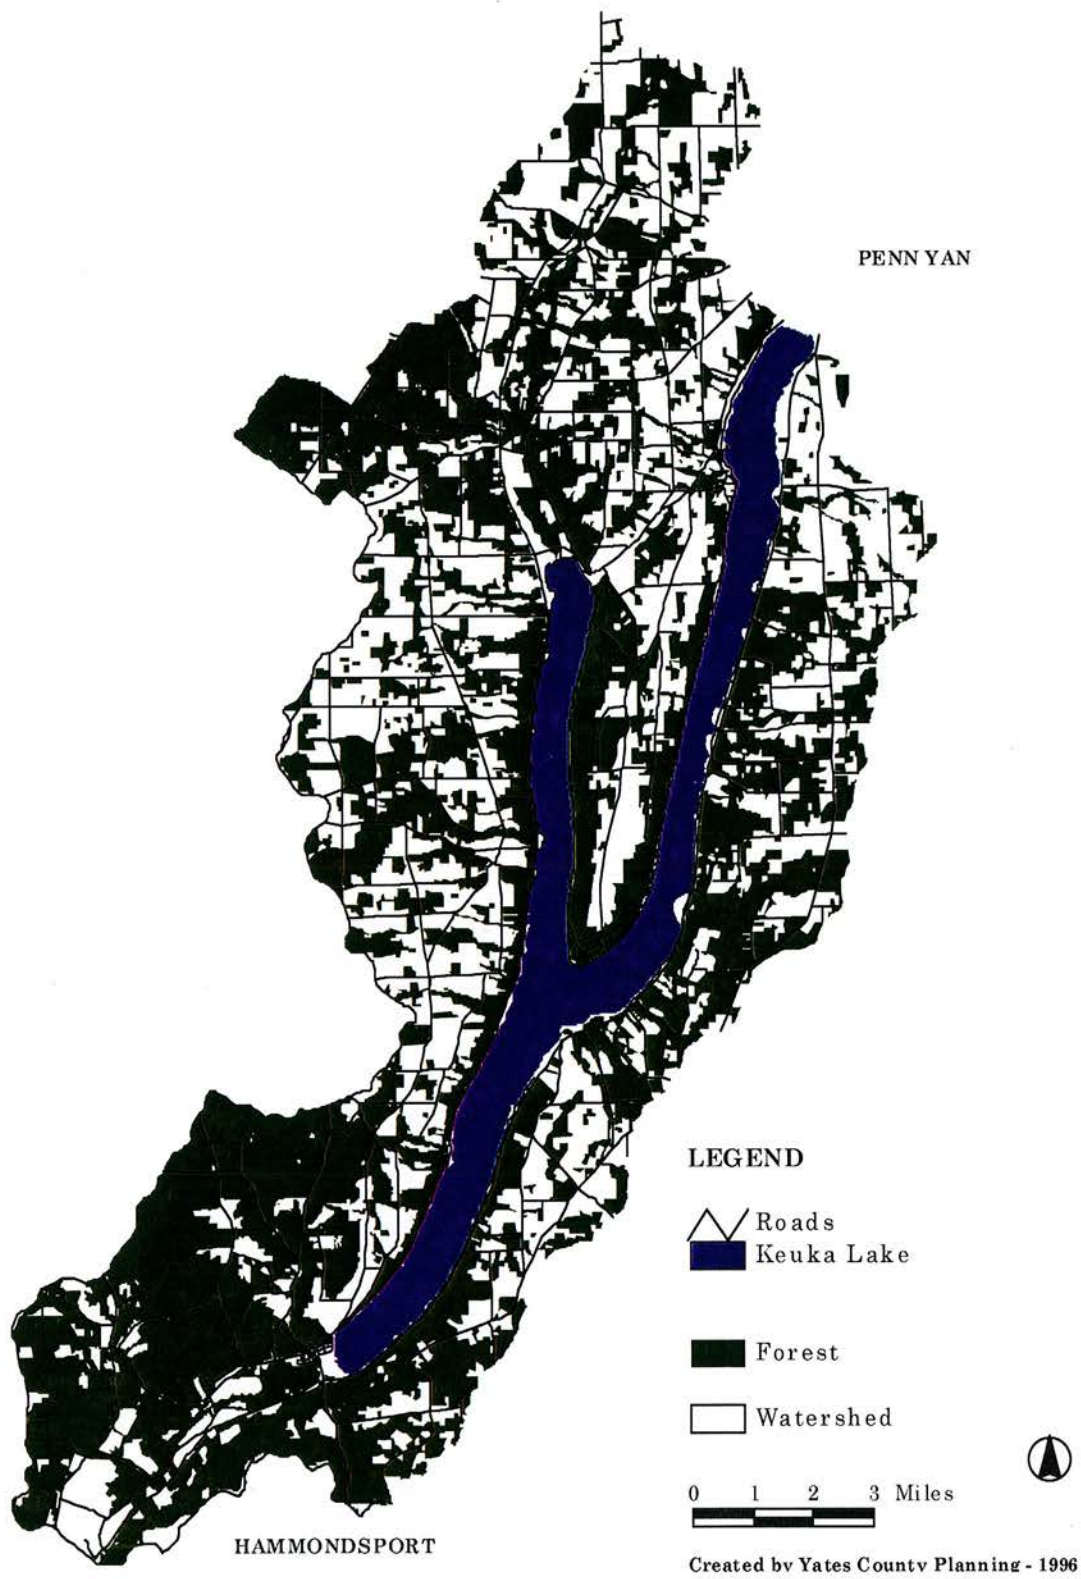 PENN YAN
LEGEND
Roads
Keuka Lake
Forest
Watershed
0 1 2 3 Miles
HAMMONDSPORT
Created by Yates County Planning - 1996